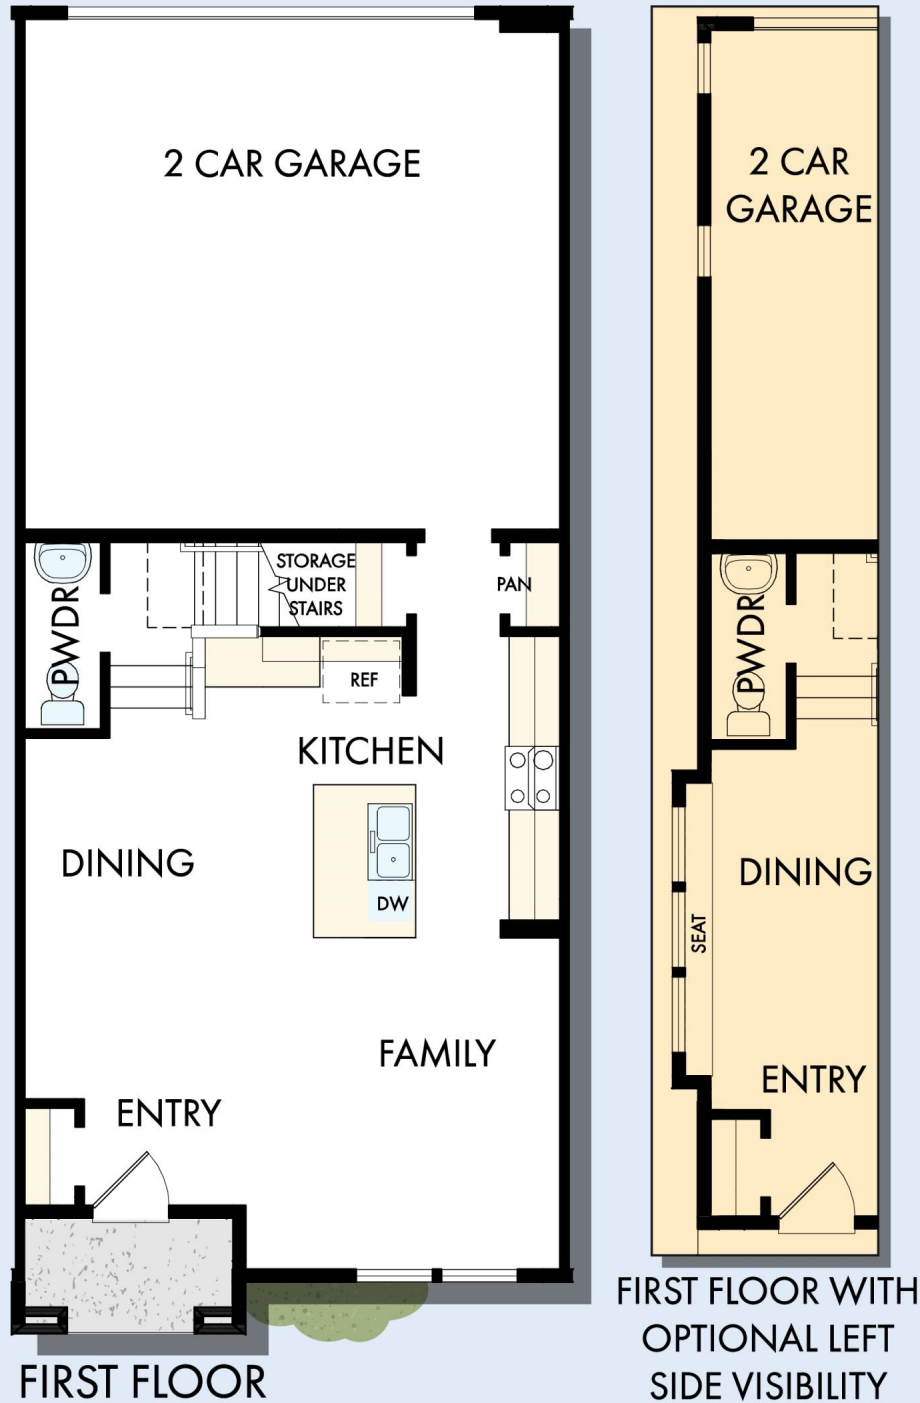 2 CAR GARAGE
STORAGE
UNDER
STAIRS
PAN
PWDR
REF
KITCHEN
DINING
DW
FAMILY
ENTRY
FIRST FLOOR
2 CAR
GARAGE
PWDR
DINING
SEAT
ENTRY
FIRST FLOOR WITH
OPTIONAL LEFT
SIDE VISIBILITY